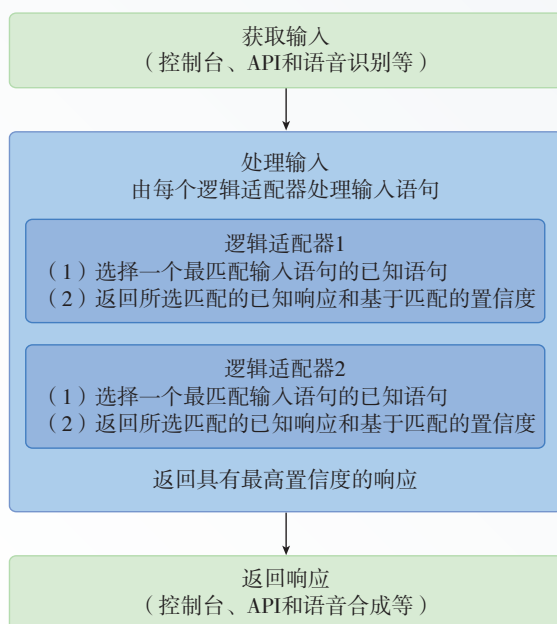 获取输入
（控制台、API和语音识别等）
处理输入
由每个逻辑适配器处理输入语句
逻辑适配器1
（1）选择一个最匹配输入语句的已知语句
（2）返回所选匹配的已知响应和基于匹配的置信度
逻辑适配器2
（1）选择一个最匹配输入语句的已知语句
（2）返回所选匹配的已知响应和基于匹配的置信度
返回具有最高置信度的响应
返回响应
（控制台、API和语音合成等）